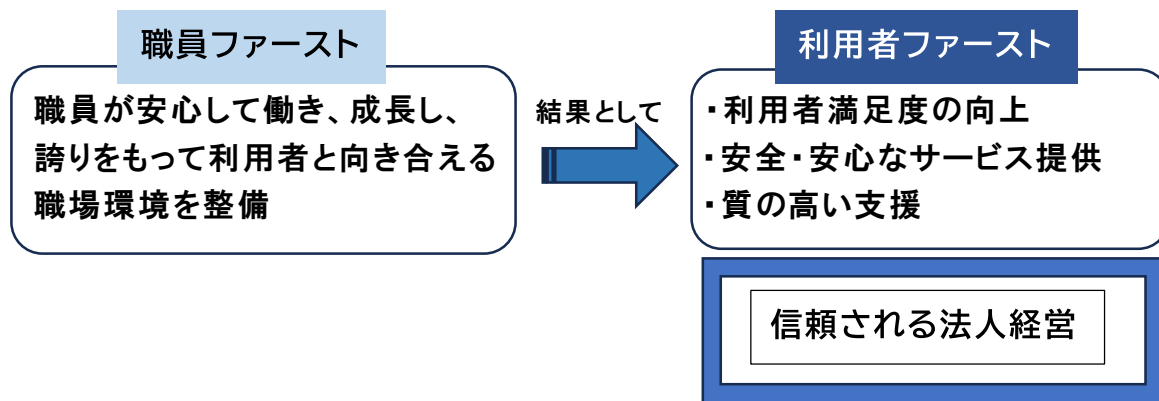 職員ファースト
職員が安心して働き、成長し、
誇りをもって利用者と向き合える
職場環境を整備
結果として
利用者ファースト
・利用者満足度の向上
・安全・安心なサービス提供
・質の高い支援
信頼される法人経営